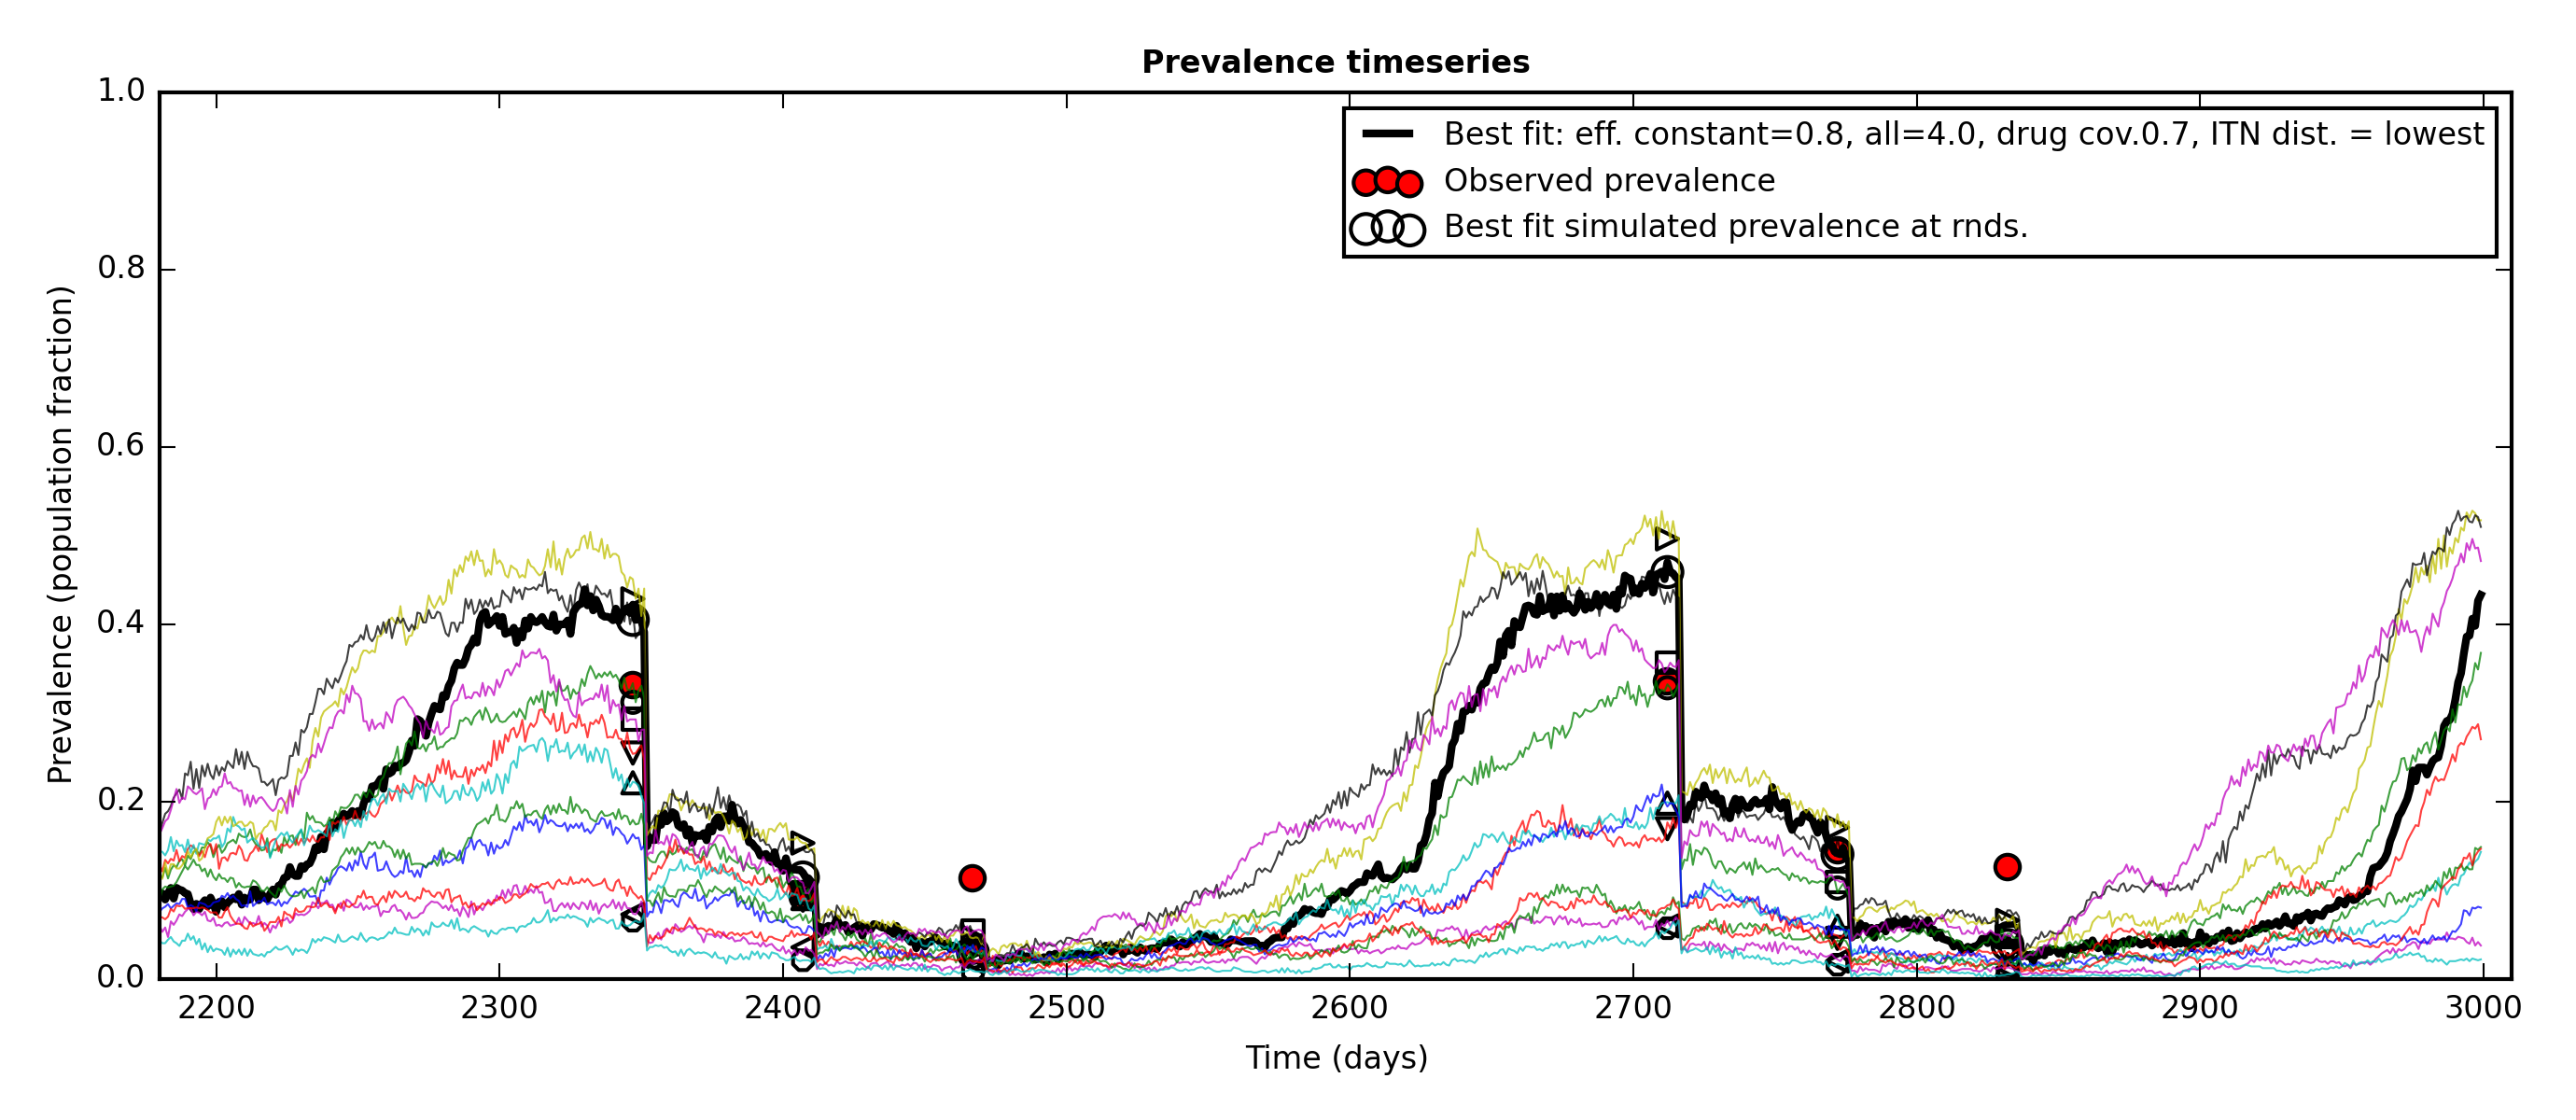 Prevalence timeseries
Prevalence (population fraction)
1.0
0.8
0.6
0.4
0.2
0.0
Best fit: eff. constant=0.8, all=4.0, drug cov.0.7, ITN dist. = lowest
Observed prevalence
Best fit simulated prevalence at rnds.
2200 2300 2400 2500 2600 2700 2800 2900 3000
Time (days)